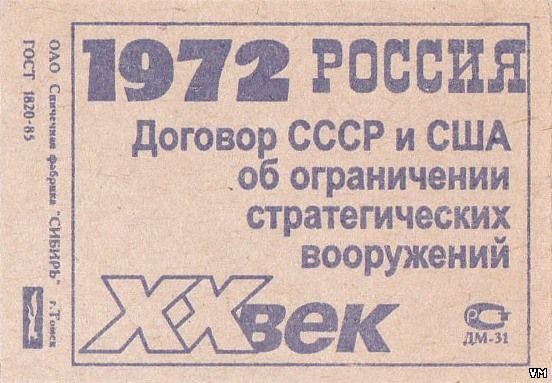 1972 РОССИЯ
Договор СССР и США
об ограничении
стратегических
вооружений
XX век
ДМ-31
ОАО Спичечная фабрика "СИБИРЬ" г.Томск
ГОСТ 1820-85
VM